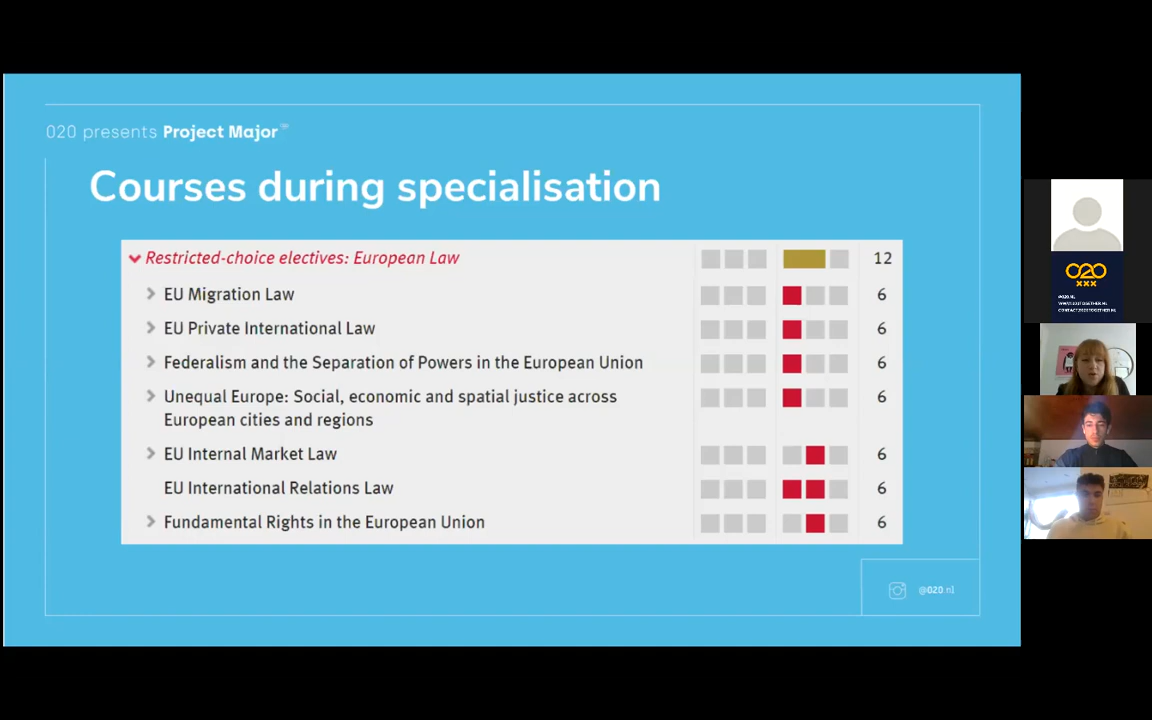 020 presents Project Major
Courses during specialisation
Restricted-choice electives: European Law 12
EU Migration Law 6
EU Private International Law 6
Federalism and the Separation of Powers in the European Union 6
Unequal Europe: Social, economic and spatial justice across 6
European cities and regions
EU Internal Market Law 6
EU International Relations Law 6
Fundamental Rights in the European Union 6
@020.nl
020
XXX
@020.NL